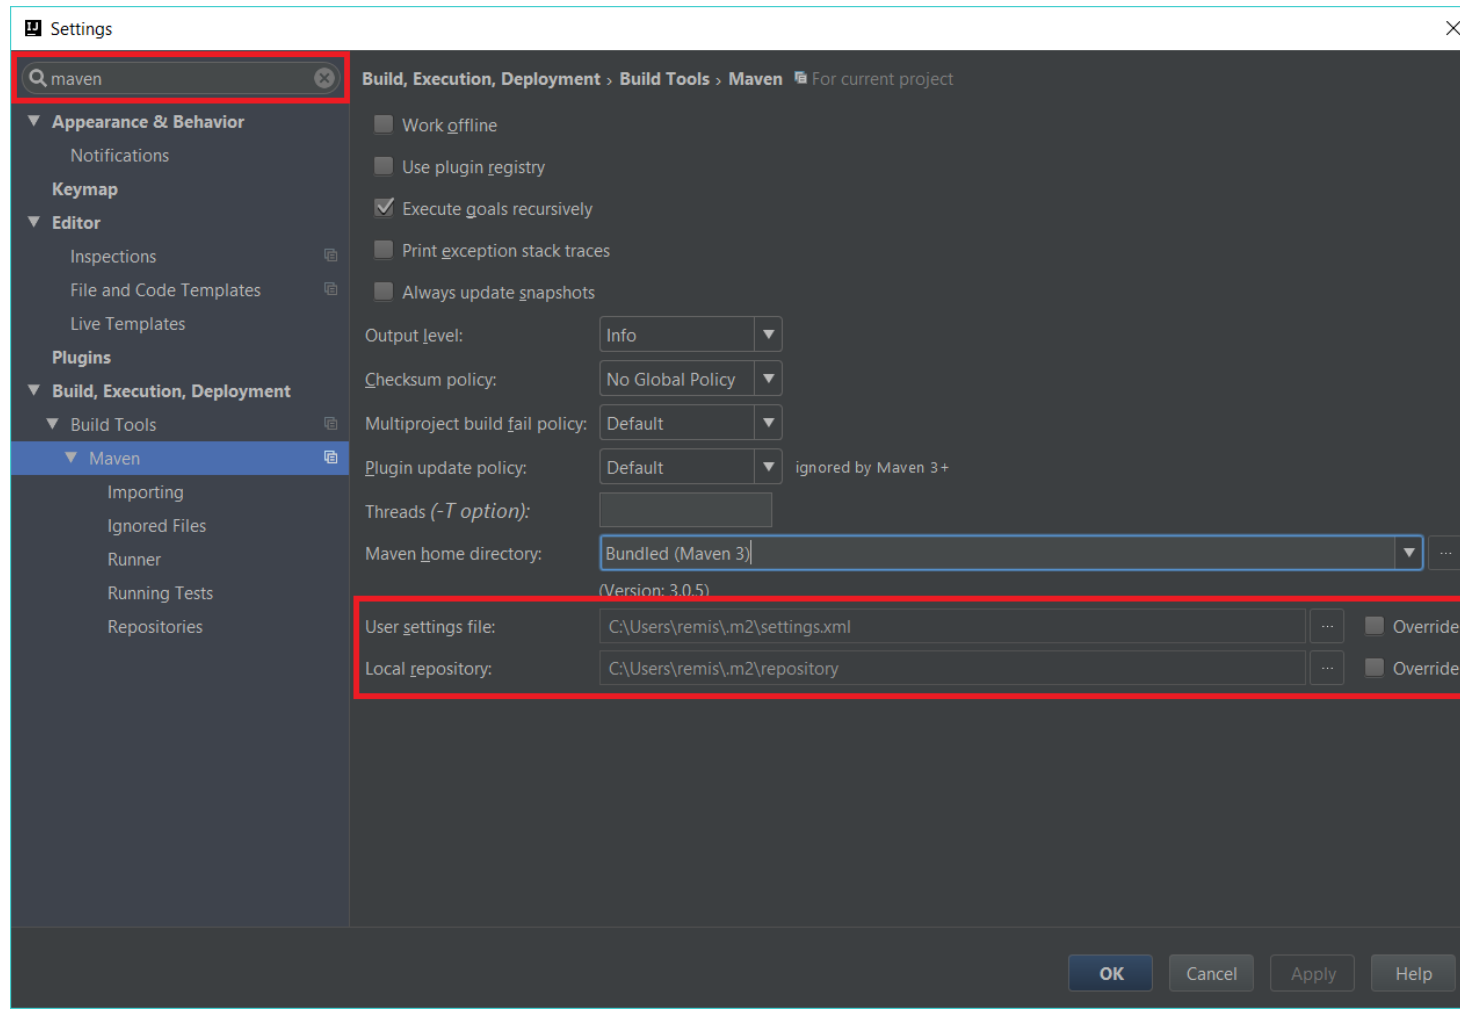 Settings
maven
Appearance & Behavior
Notifications
Keymap
Editor
Inspections
File and Code Templates
Live Templates
Plugins
Build, Execution, Deployment
Build Tools
Maven
Importing
Ignored Files
Runner
Running Tests
Repositories
Build, Execution, Deployment › Build Tools › Maven For current project
Work offline
Use plugin registry
Execute goals recursively
Print exception stack traces
Always update snapshots
Output level: Info
Checksum policy: No Global Policy
Multiproject build fail policy: Default
Plugin update policy: Default ignored by Maven 3+
Threads (-T option):
Maven home directory: Bundled (Maven 3) ...
(Version: 3.0.5)
User settings file: C:\Users\remis\.m2\settings.xml ... Override
Local repository: C:\Users\remis\.m2\repository ... Override
OK Cancel Apply Help